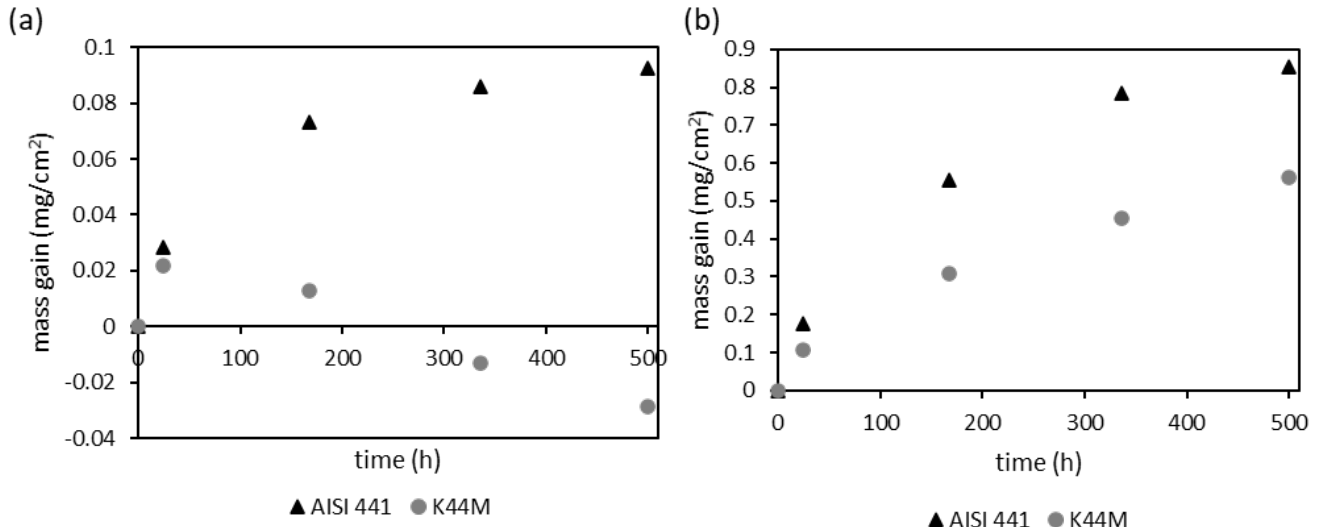 (a)
mass gain (mg/cm²)
0.1
0.08
0.06
0.04
0.02
0
-0.02
-0.04
0 100 200 300 400 500
time (h)
▲ AISI 441 ● K44M
(b)
mass gain (mg/cm²)
0.9
0.8
0.7
0.6
0.5
0.4
0.3
0.2
0.1
0
0 100 200 300 400 500
time (h)
▲ AISI 441 ● K44M